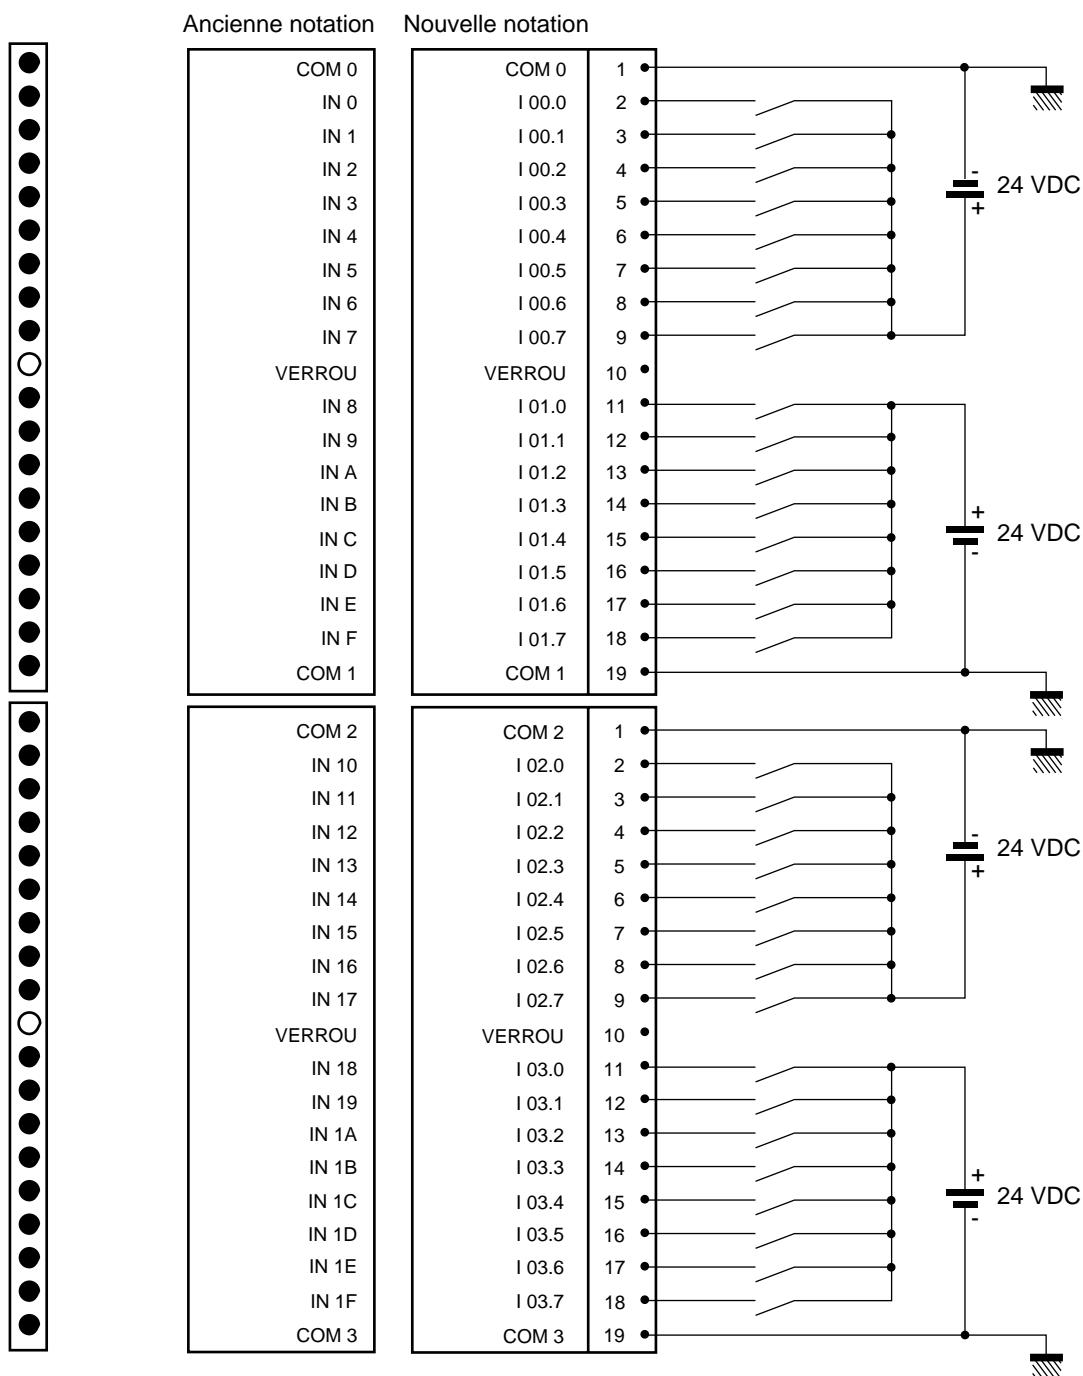 Ancienne notation Nouvelle notation
COM 0 COM 0 1
IN 0 I 00.0 2
IN 1 I 00.1 3
IN 2 I 00.2 4
- 24 VDC
IN 3 I 00.3 5
+
IN 4 I 00.4 6
IN 5 I 00.5 7
IN 6 I 00.6 8
IN 7 I 00.7 9
VERROU VERROU 10
IN 8 I 01.0 11
IN 9 I 01.1 12
IN A I 01.2 13
IN B I 01.3 14
+
IN C I 01.4 15 24 VDC
-
IN D I 01.5 16
IN E I 01.6 17
IN F I 01.7 18
COM 1 COM 1 19
COM 2 COM 2 1
IN 10 I 02.0 2
IN 11 I 02.1 3
IN 12 I 02.2 4
- 24 VDC
IN 13 I 02.3 5
+
IN 14 I 02.4 6
IN 15 I 02.5 7
IN 16 I 02.6 8
IN 17 I 02.7 9
VERROU VERROU 10
IN 18 I 03.0 11
IN 19 I 03.1 12
IN 1A I 03.2 13
IN 1B I 03.3 14
+
IN 1C I 03.4 15 24 VDC
-
IN 1D I 03.5 16
IN 1E I 03.6 17
IN 1F I 03.7 18
COM 3 COM 3 19